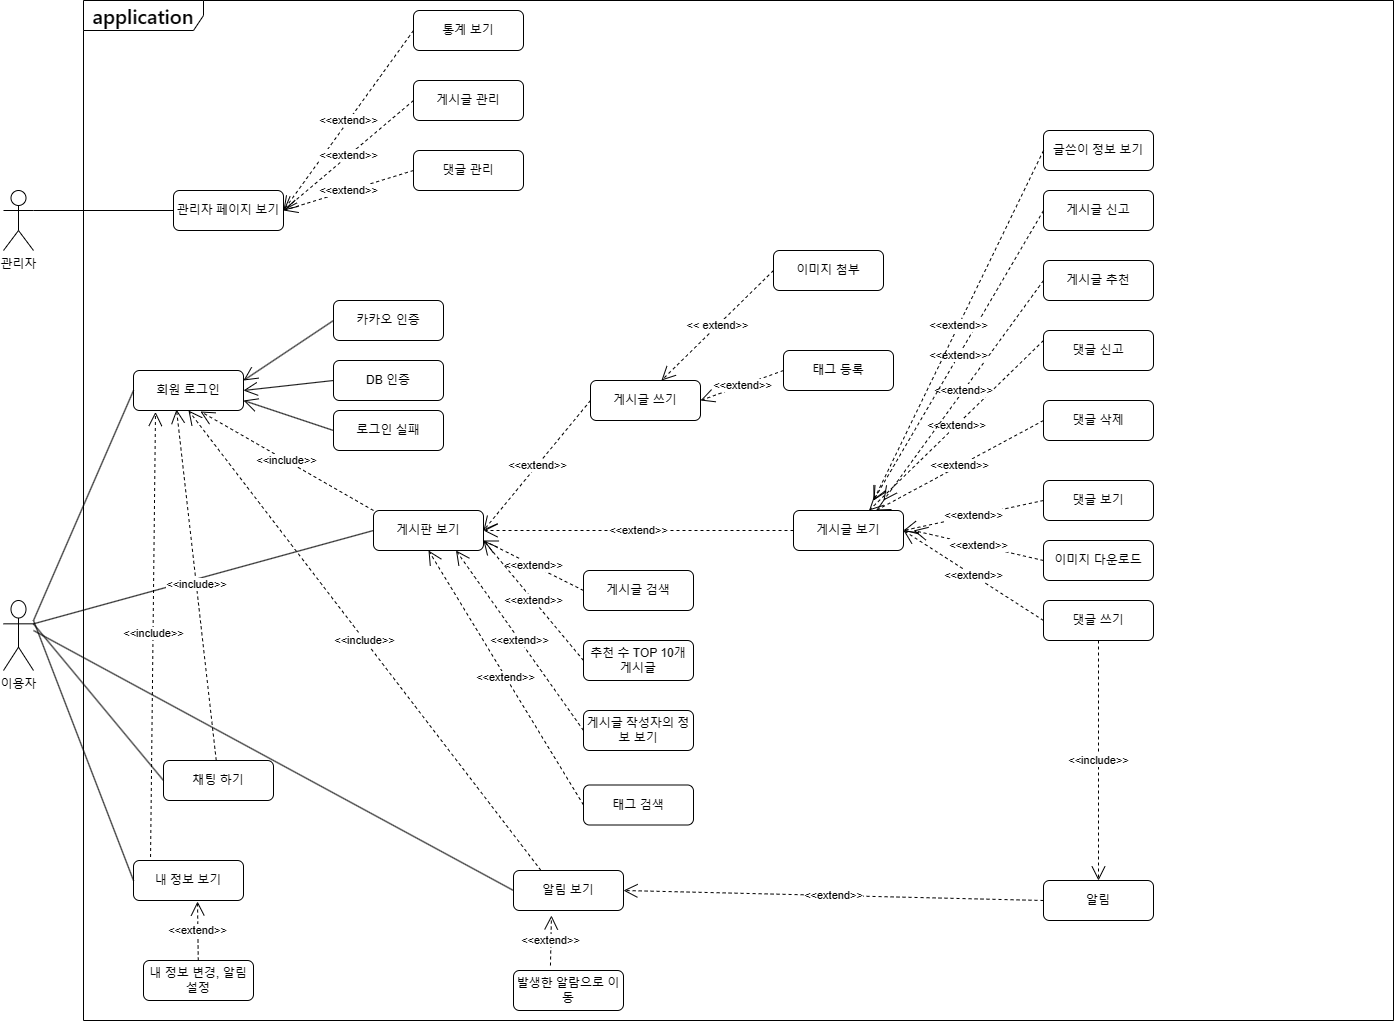 application
통계 보기
게시글 관리
<<extend>>
댓글 관리
<<extend>>
<<extend>>
관리자 페이지 보기
관리자
글쓴이 정보 보기
게시글 신고
이미지 첨부
게시글 추천
카카오 인증
<< extend>>
<<extend>>
댓글 신고
<<extend>>
회원 로그인
DB 인증
<<extend>>
태그 등록
<<extend>>
게시글 쓰기
댓글 삭제
<<extend>>
로그인 실패
<<include>>
<<extend>>
<<extend>>
댓글 보기
<<extend>>
게시판 보기
<<extend>>
게시글 보기
<<extend>>
이미지 다운로드
<<extend>>
<<extend>>
<<include>>
게시글 검색
<<extend>>
댓글 쓰기
<<include>>
<<include>>
<<extend>>
추천 수 TOP 10개
게시글
<<extend>>
이용자
게시글 작성자의 정
보 보기
<<include>>
채팅 하기
태그 검색
내 정보 보기
알림 보기
<<extend>>
알림
<<extend>>
<<extend>>
내 정보 변경, 알림
설정
발생한 알람으로 이
동